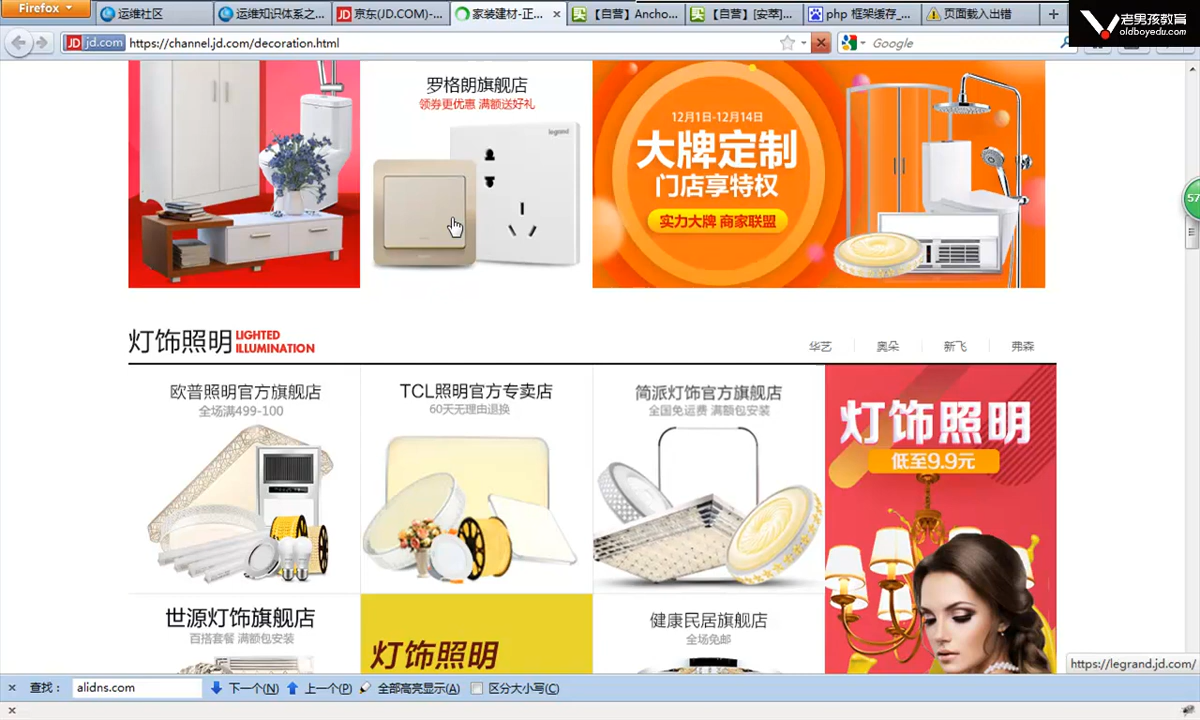 Firefox
运维社区
运维知识体系之...
JD 京东(JD.COM)-...
家装建材-正...
买 【自营】Ancho...
买 【自营】[安萃]...
php 框架缓存_...
页面载入出错
老男孩教育
oldboyedu.com
JD jd.com https://channel.jd.com/decoration.html
Google
罗格朗旗舰店
领券更优惠 满额送好礼
legrand
12月1日-12月14日
大牌定制
门店享特权
实力大牌 商家联盟
57
灯饰照明 LIGHTED
ILLUMINATION
华艺
奥朵
新飞
弗森
欧普照明官方旗舰店
全场满499-100
TCL照明官方专卖店
60天无理由退换
简派灯饰官方旗舰店
全国免运费 满额包安装
灯饰照明
低至9.9元
世源灯饰旗舰店
百搭套餐 满额包安装
灯饰照明
健康民居旗舰店
全场免邮
https://legrand.jd.com/
查找： alidns.com 下一个(N) 上一个(P) 全部高亮显示(A) 区分大小写(C)